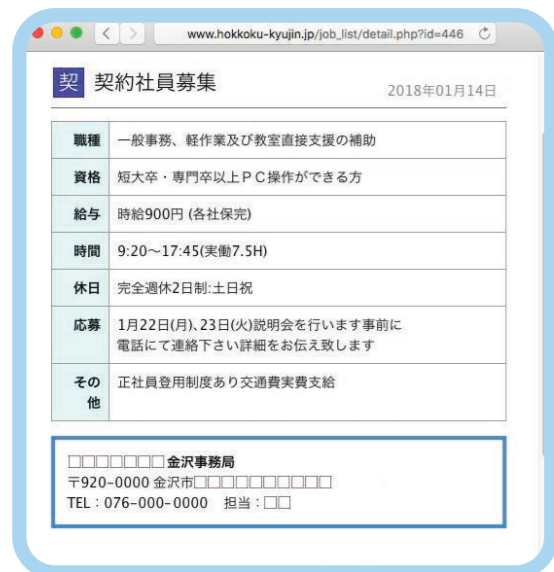 www.hokkoku-kyujin.jp/job_list/detail.php?id=446
契 契約社員募集
2018年01月14日
職種 一般事務、軽作業及び教室直接支援の補助
資格 短大卒・専門卒以上PC操作ができる方
給与 時給900円 (各社保完)
時間 9:20〜17:45(実働7.5H)
休日 完全週休2日制:土日祝
応募 1月22日(月)、23日(火)説明会を行います事前に
電話にて連絡下さい詳細をお伝え致します
その他 正社員登用制度あり交通費実費支給
□□□□□□□金沢事務局
〒920-0000 金沢市□□□□□□□□□□
TEL：076-000-0000 担当：□□